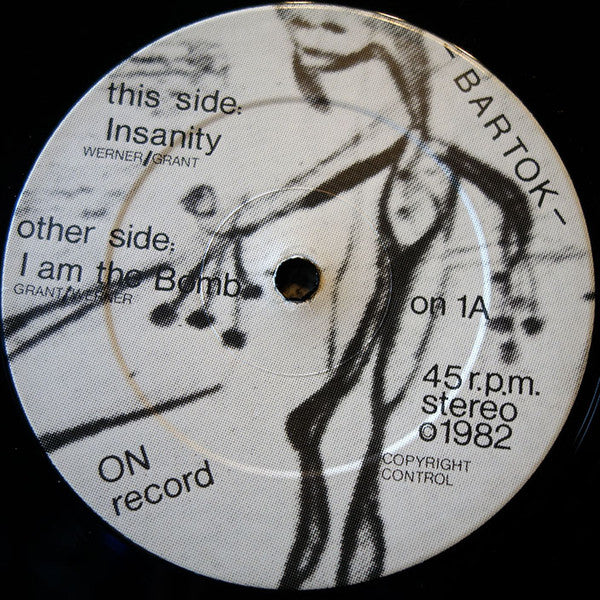 - BARTOK -
this side:
Insanity
WERNER/GRANT
other side:
I am the Bomb
GRANT/WERNER
on 1A
45 r.p.m.
stereo
©1982
COPYRIGHT
CONTROL
ON
record